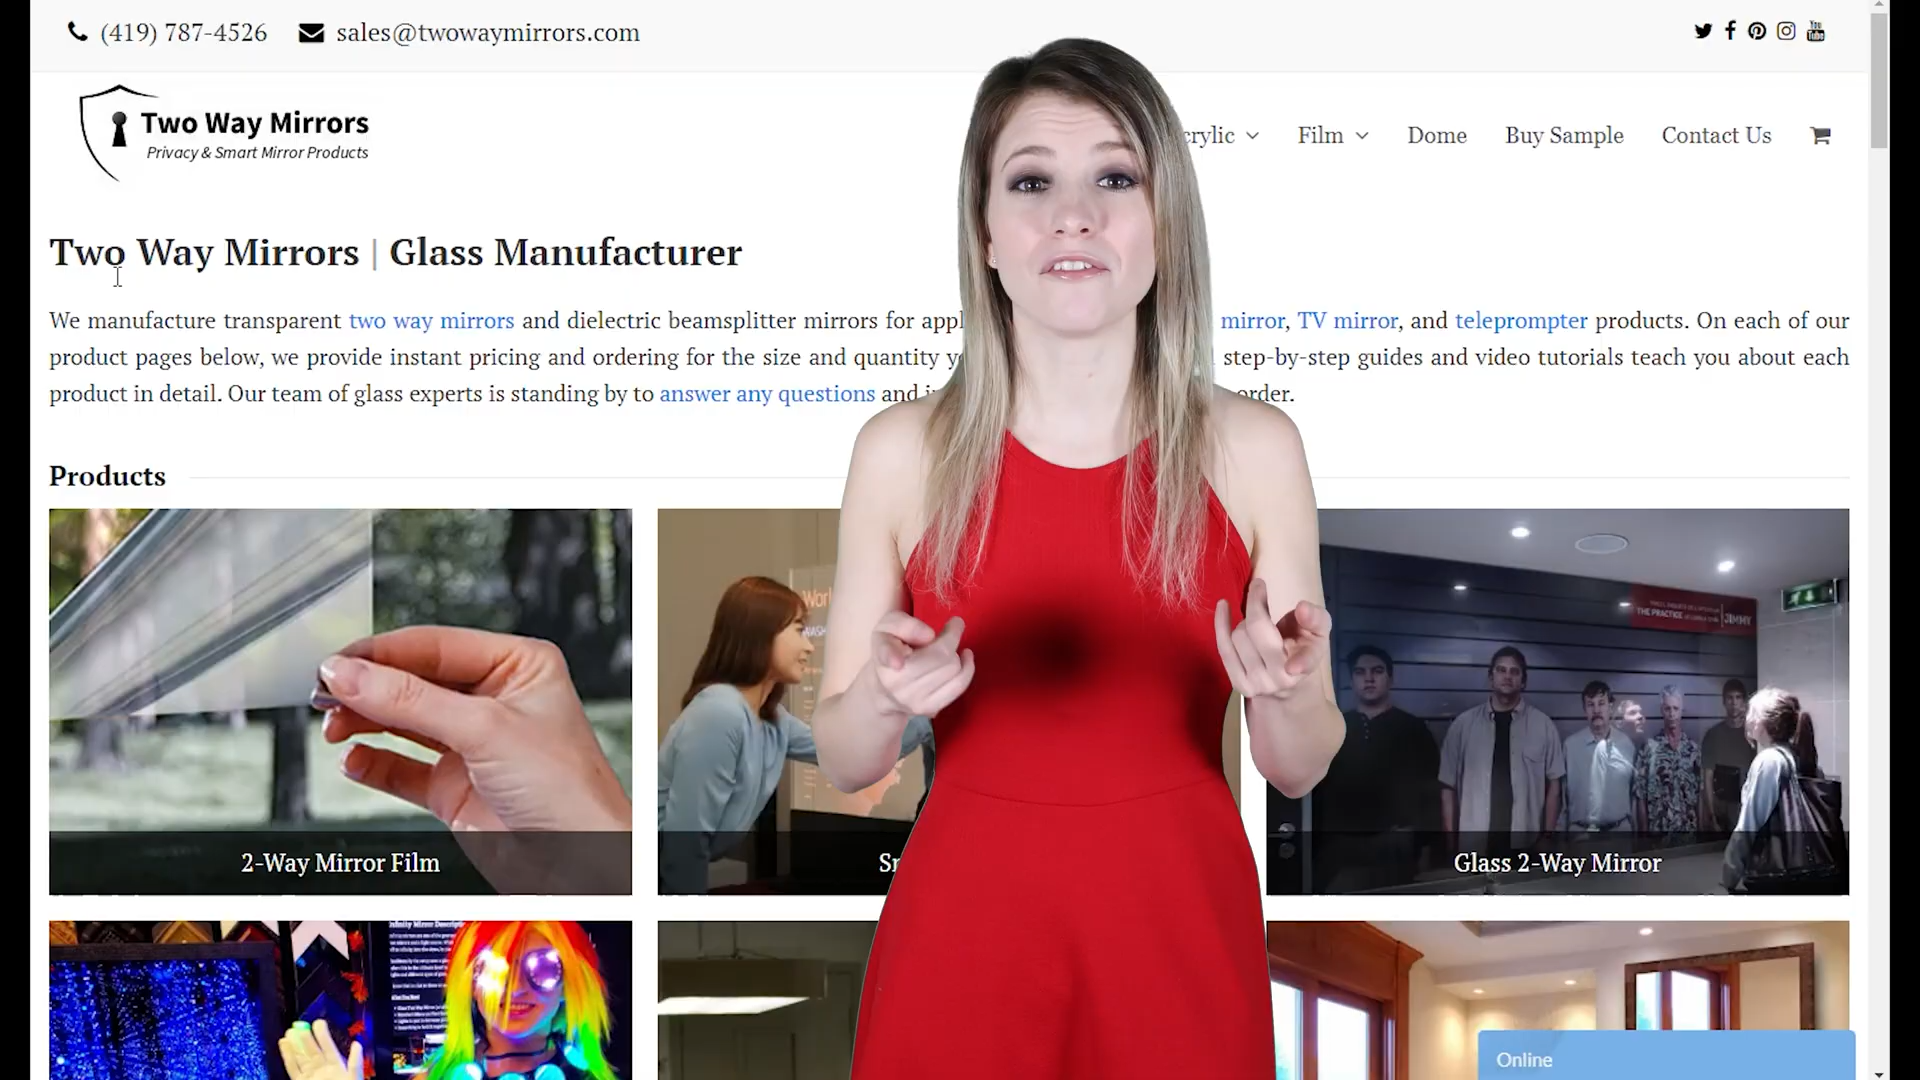 (419) 787-4526 sales@twowaymirrors.com
You
Tube
Two Way Mirrors
Privacy & Smart Mirror Products
Film Dome Buy Sample Contact Us
Two Way Mirrors | Glass Manufacturer
We manufacture transparent two way mirrors and dielectric beamsplitter mirrors for mirror, TV mirror, and teleprompter products. On each of our
product pages below, we provide instant pricing and ordering for the size and quantity step-by-step guides and video tutorials teach you about each
product in detail. Our team of glass experts is standing by to answer any questions and order.
Products
THE PRACTICE JIMMY
2-Way Mirror Film
Glass 2-Way Mirror
Online